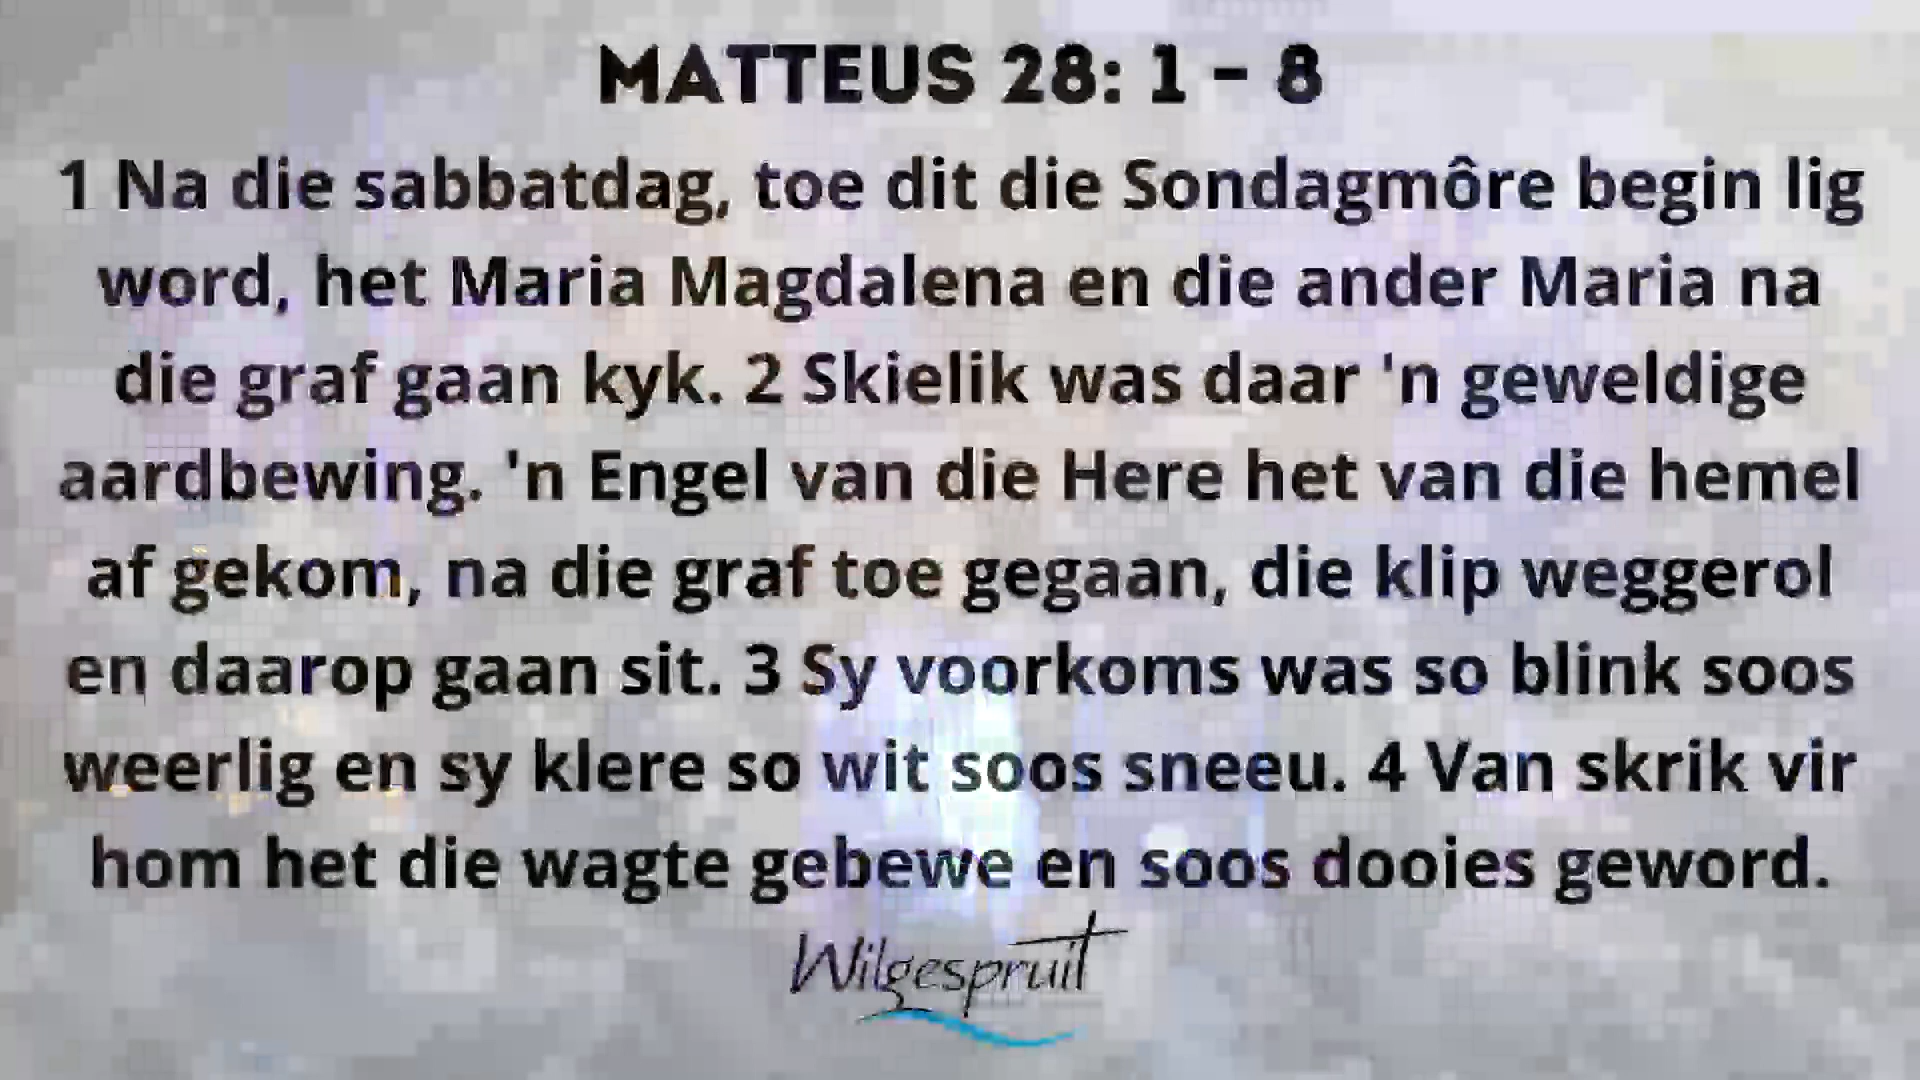 MATTEUS 28: 1 – 8
1 Na die sabbatdag, toe dit die Sondagmôre begin lig
word, het Maria Magdalena en die ander Maria na
die graf gaan kyk. 2 Skielik was daar 'n geweldige
aardbewing. 'n Engel van die Here het van die hemel
af gekom, na die graf toe gegaan, die klip weggerol
en daarop gaan sit. 3 Sy voorkoms was so blink soos
weerlig en sy klere so wit soos sneeu. 4 Van skrik vir
hom het die wagte gebewe en soos dooies geword.
Wilgespruit